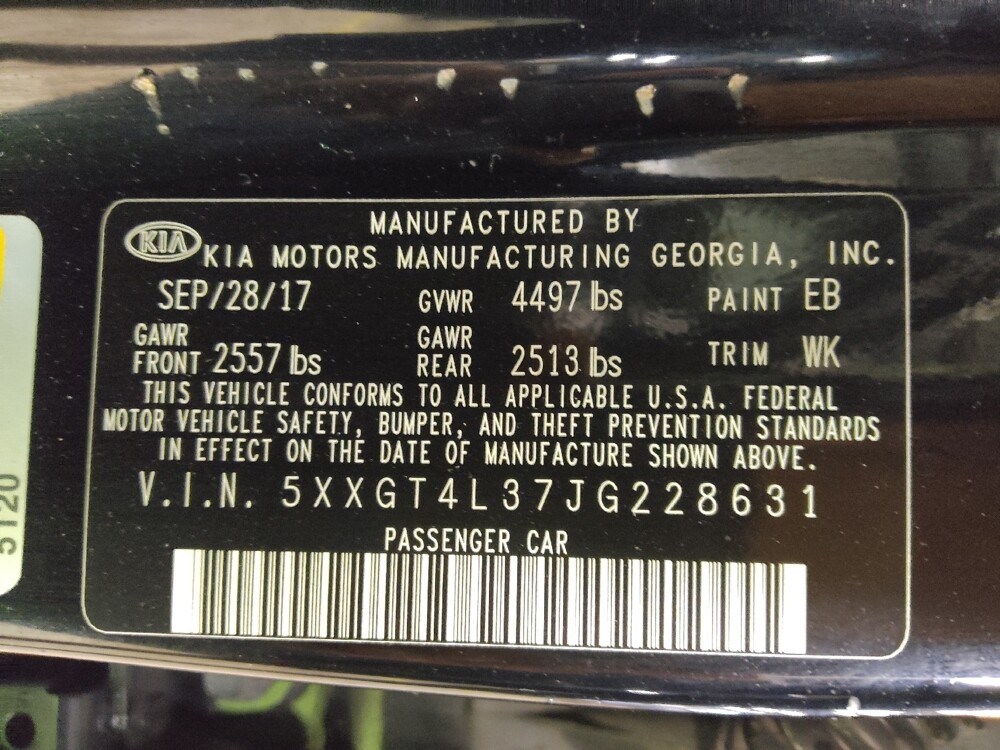 MANUFACTURED BY
KIA
KIA MOTORS MANUFACTURING GEORGIA, INC.
SEP/28/17 GVWR 4497 lbs PAINT EB
GAWR FRONT 2557 lbs GAWR REAR 2513 lbs TRIM WK
THIS VEHICLE CONFORMS TO ALL APPLICABLE U.S.A. FEDERAL
MOTOR VEHICLE SAFETY, BUMPER, AND THEFT PREVENTION STANDARDS
IN EFFECT ON THE DATE OF MANUFACTURE SHOWN ABOVE.
V.I.N. 5XXGT4L37JG228631
PASSENGER CAR
5120